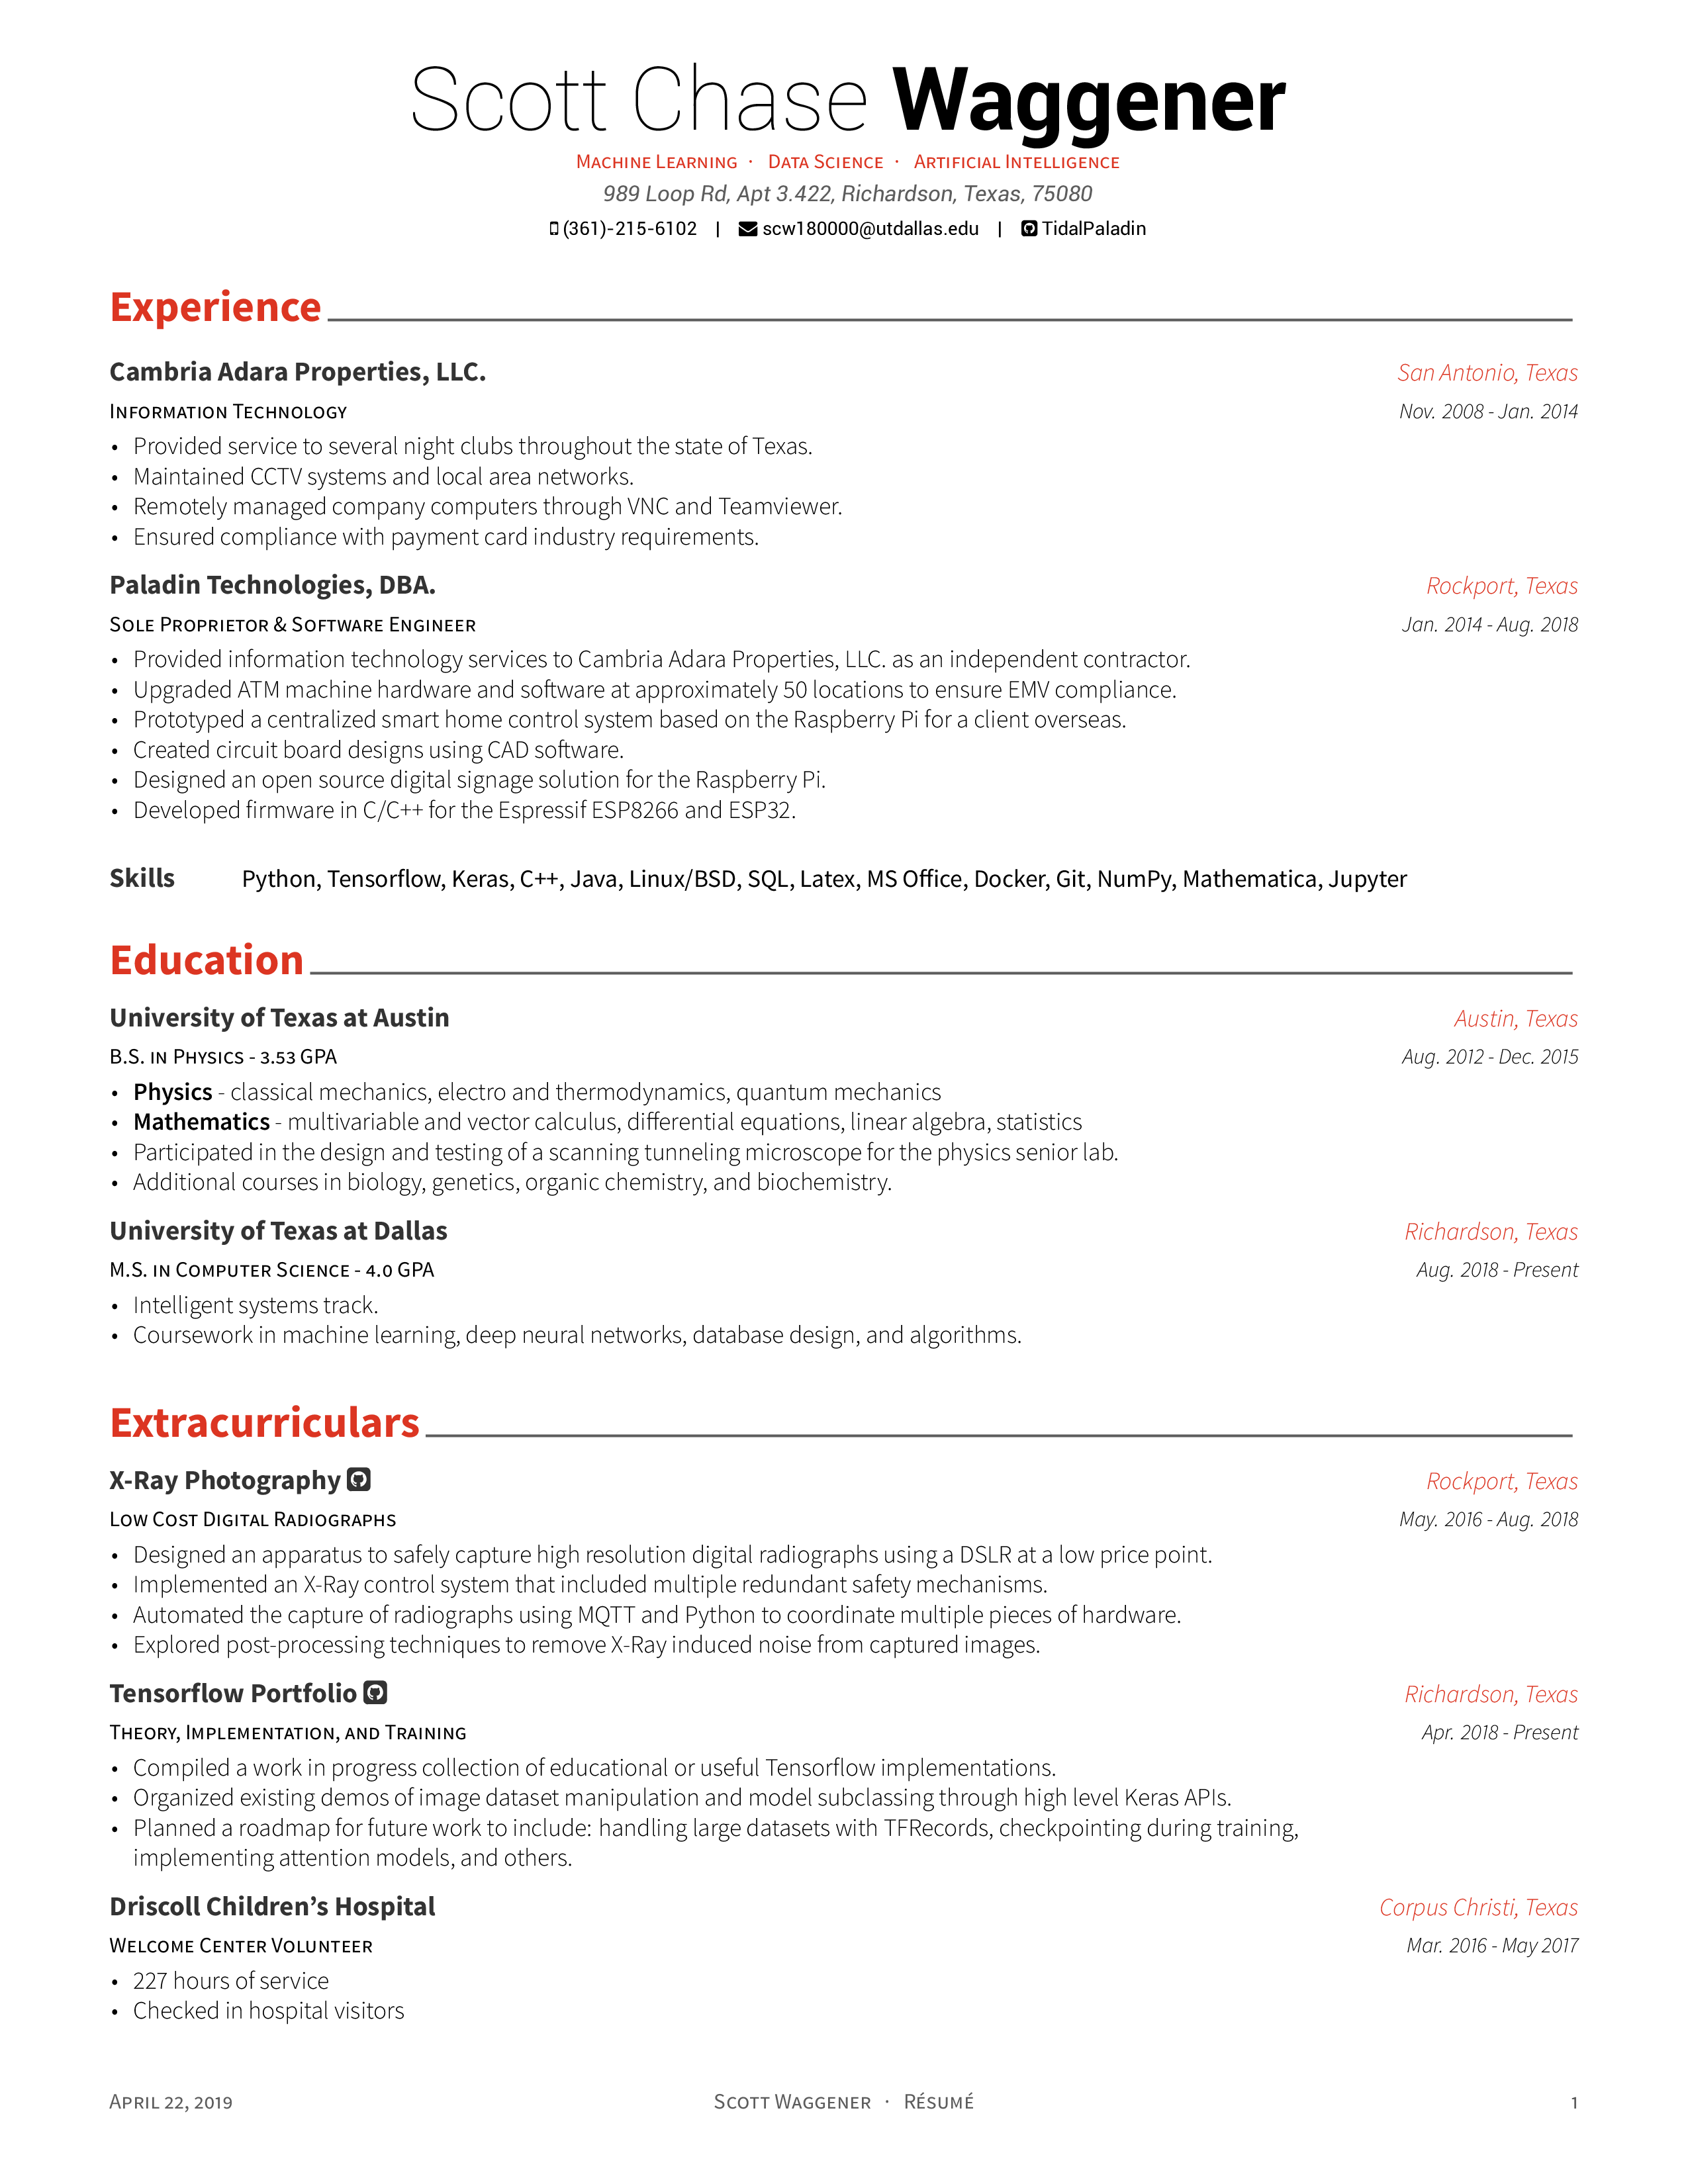 Scott Chase Waggener
Machine Learning · Data Science · Artificial Intelligence
989 Loop Rd, Apt 3.422, Richardson, Texas, 75080
(361)-215-6102 | scw180000@utdallas.edu | TidalPaladin
Experience
Cambria Adara Properties, LLC. San Antonio, Texas
Information Technology Nov. 2008 - Jan. 2014
• Provided service to several night clubs throughout the state of Texas.
• Maintained CCTV systems and local area networks.
• Remotely managed company computers through VNC and Teamviewer.
• Ensured compliance with payment card industry requirements.
Paladin Technologies, DBA. Rockport, Texas
Sole Proprietor & Software Engineer Jan. 2014 - Aug. 2018
• Provided information technology services to Cambria Adara Properties, LLC. as an independent contractor.
• Upgraded ATM machine hardware and software at approximately 50 locations to ensure EMV compliance.
• Prototyped a centralized smart home control system based on the Raspberry Pi for a client overseas.
• Created circuit board designs using CAD software.
• Designed an open source digital signage solution for the Raspberry Pi.
• Developed firmware in C/C++ for the Espressif ESP8266 and ESP32.
Skills Python, Tensorflow, Keras, C++, Java, Linux/BSD, SQL, Latex, MS Office, Docker, Git, NumPy, Mathematica, Jupyter
Education
University of Texas at Austin Austin, Texas
B.S. in Physics - 3.53 GPA Aug. 2012 - Dec. 2015
• Physics - classical mechanics, electro and thermodynamics, quantum mechanics
• Mathematics - multivariable and vector calculus, differential equations, linear algebra, statistics
• Participated in the design and testing of a scanning tunneling microscope for the physics senior lab.
• Additional courses in biology, genetics, organic chemistry, and biochemistry.
University of Texas at Dallas Richardson, Texas
M.S. in Computer Science - 4.0 GPA Aug. 2018 - Present
• Intelligent systems track.
• Coursework in machine learning, deep neural networks, database design, and algorithms.
Extracurriculars
X-Ray Photography Rockport, Texas
Low Cost Digital Radiographs May. 2016 - Aug. 2018
• Designed an apparatus to safely capture high resolution digital radiographs using a DSLR at a low price point.
• Implemented an X-Ray control system that included multiple redundant safety mechanisms.
• Automated the capture of radiographs using MQTT and Python to coordinate multiple pieces of hardware.
• Explored post-processing techniques to remove X-Ray induced noise from captured images.
Tensorflow Portfolio Richardson, Texas
Theory, Implementation, and Training Apr. 2018 - Present
• Compiled a work in progress collection of educational or useful Tensorflow implementations.
• Organized existing demos of image dataset manipulation and model subclassing through high level Keras APIs.
• Planned a roadmap for future work to include: handling large datasets with TFRecords, checkpointing during training,
implementing attention models, and others.
Driscoll Children's Hospital Corpus Christi, Texas
Welcome Center Volunteer Mar. 2016 - May 2017
• 227 hours of service
• Checked in hospital visitors
April 22, 2019 Scott Waggener · Résumé 1